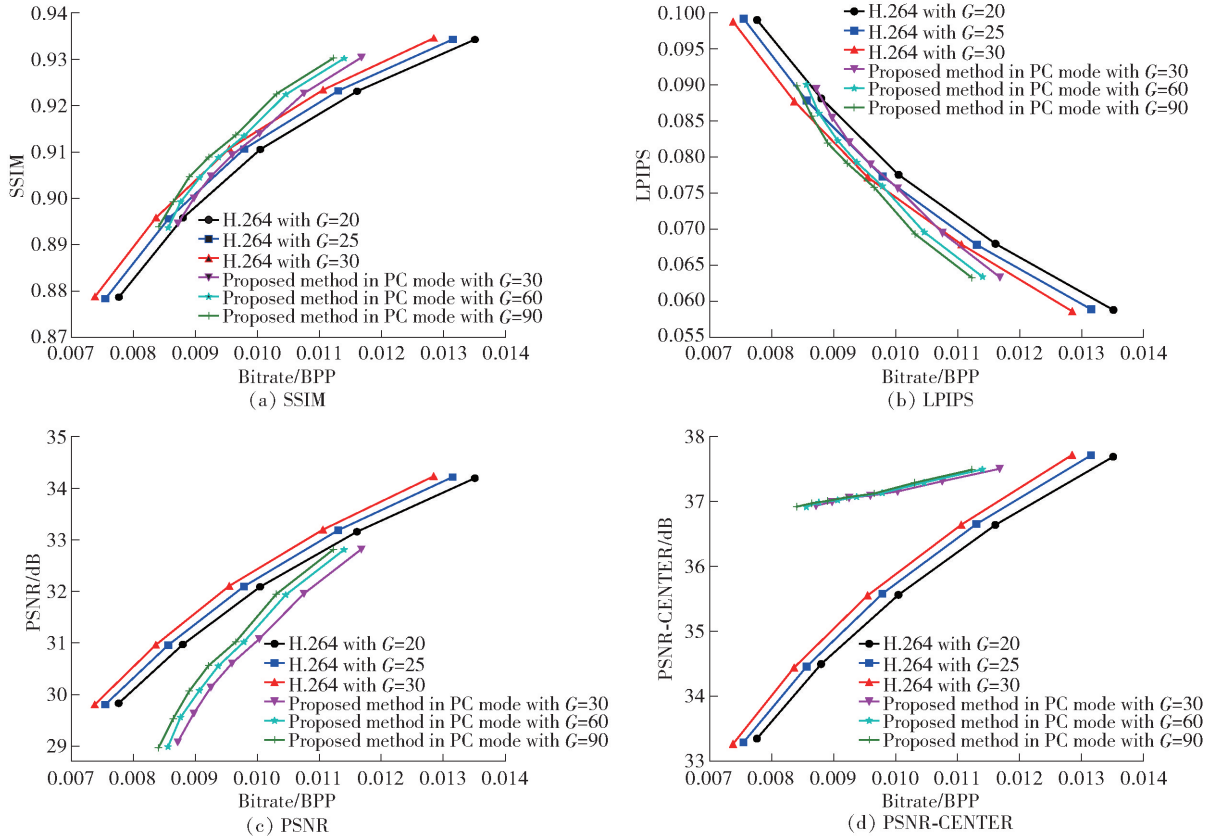 0.94
0.93
0.92
0.91
0.90
0.89
0.88
0.87
SSIM
H.264 with G=20
H.264 with G=25
H.264 with G=30
Proposed method in PC mode with G=30
Proposed method in PC mode with G=60
Proposed method in PC mode with G=90
0.007 0.008 0.009 0.010 0.011 0.012 0.013 0.014
Bitrate/BPP
(a) SSIM
0.100
0.095
0.090
0.085
0.080
0.075
0.070
0.065
0.060
0.055
LPIPS
H.264 with G=20
H.264 with G=25
H.264 with G=30
Proposed method in PC mode with G=30
Proposed method in PC mode with G=60
Proposed method in PC mode with G=90
0.007 0.008 0.009 0.010 0.011 0.012 0.013 0.014
Bitrate/BPP
(b) LPIPS
35
34
33
32
31
30
29
PSNR/dB
H.264 with G=20
H.264 with G=25
H.264 with G=30
Proposed method in PC mode with G=30
Proposed method in PC mode with G=60
Proposed method in PC mode with G=90
0.007 0.008 0.009 0.010 0.011 0.012 0.013 0.014
Bitrate/BPP
(c) PSNR
38
37
35
34
33
PSNR-CENTER/dB
H.264 with G=20
H.264 with G=25
H.264 with G=30
Proposed method in PC mode with G=30
Proposed method in PC mode with G=60
Proposed method in PC mode with G=90
0.007 0.008 0.009 0.010 0.011 0.012 0.013 0.014
Bitrate/BPP
(d) PSNR-CENTER